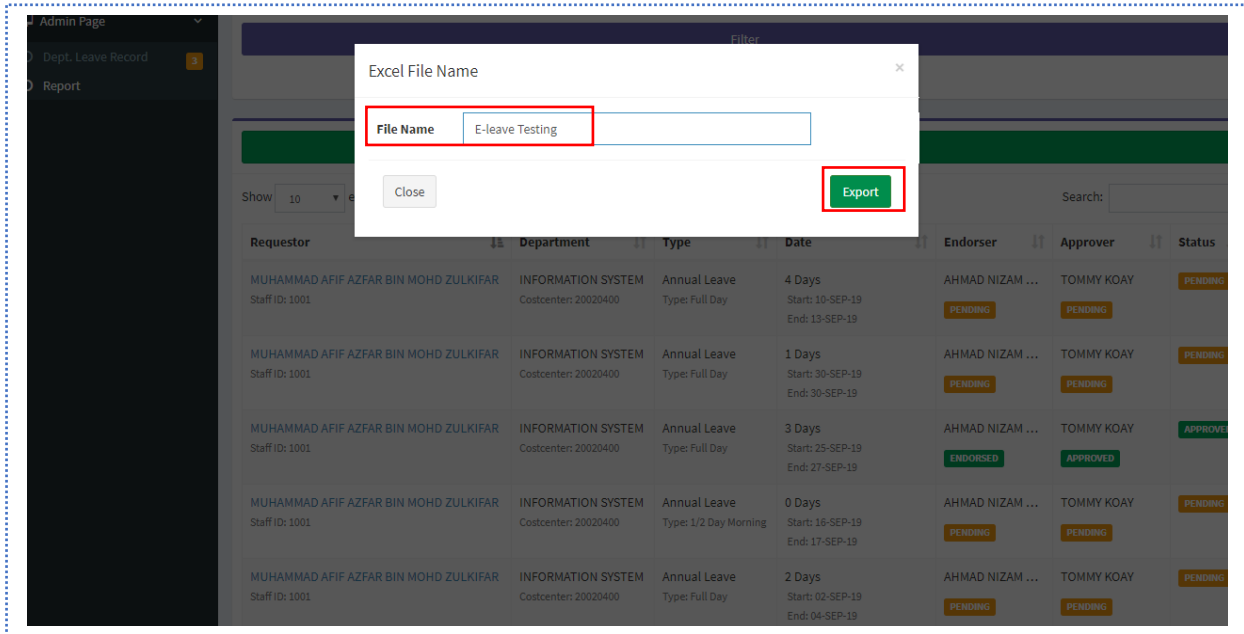 Admin Page
Filter
Dept. Leave Record 3
Excel File Name ×
Report
File Name E-leave Testing
Close Export
Show 10 e Search:
Requestor Department Type Date Endorser Approver Status
MUHAMMAD AFIF AZFAR BIN MOHD ZULKIFAR INFORMATION SYSTEM Annual Leave 4 Days AHMAD NIZAM ... TOMMY KOAY PENDING
Staff ID: 1001 Costcenter: 20020400 Type: Full Day Start: 10-SEP-19
PENDING PENDING
End: 13-SEP-19
MUHAMMAD AFIF AZFAR BIN MOHD ZULKIFAR INFORMATION SYSTEM Annual Leave 1 Days AHMAD NIZAM ... TOMMY KOAY PENDING
Staff ID: 1001 Costcenter: 20020400 Type: Full Day Start: 30-SEP-19
PENDING PENDING
End: 30-SEP-19
MUHAMMAD AFIF AZFAR BIN MOHD ZULKIFAR INFORMATION SYSTEM Annual Leave 3 Days AHMAD NIZAM ... TOMMY KOAY APPROVED
Staff ID: 1001 Costcenter: 20020400 Type: Full Day Start: 25-SEP-19
ENDORSED APPROVED
End: 27-SEP-19
MUHAMMAD AFIF AZFAR BIN MOHD ZULKIFAR INFORMATION SYSTEM Annual Leave 0 Days AHMAD NIZAM ... TOMMY KOAY PENDING
Staff ID: 1001 Costcenter: 20020400 Type: 1/2 Day Morning Start: 16-SEP-19
PENDING PENDING
End: 17-SEP-19
MUHAMMAD AFIF AZFAR BIN MOHD ZULKIFAR INFORMATION SYSTEM Annual Leave 2 Days AHMAD NIZAM ... TOMMY KOAY PENDING
Staff ID: 1001 Costcenter: 20020400 Type: Full Day Start: 02-SEP-19
PENDING PENDING
End: 04-SEP-19